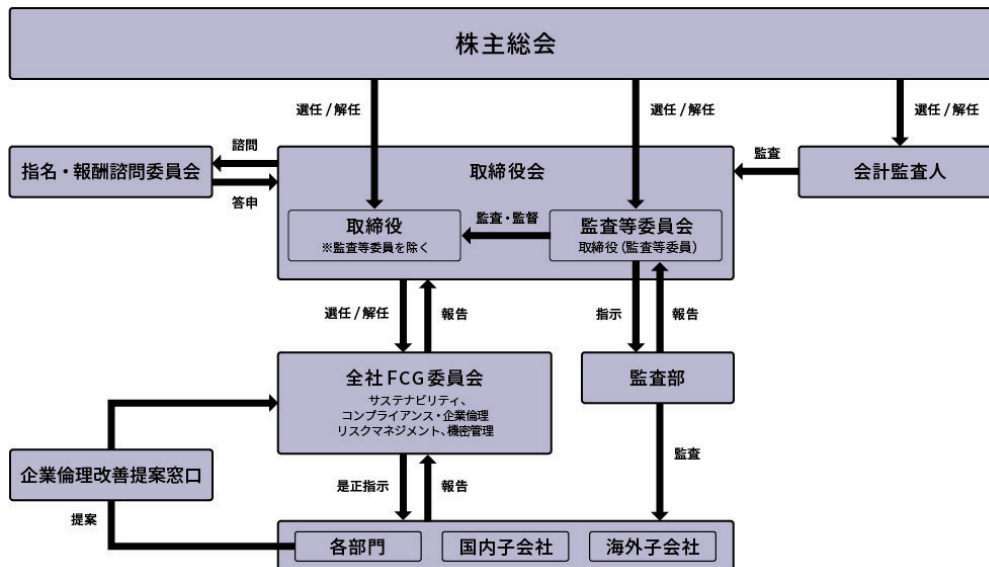 株主総会
選任 / 解任
選任 / 解任
選任 / 解任
諮問
指名・報酬諮問委員会
答申
取締役会
監査
会計監査人
取締役
※監査等委員を除く
監査・監督
監査等委員会
取締役（監査等委員）
選任 / 解任
報告
指示
報告
全社FCG委員会
サステナビリティ、
コンプライアンス・企業倫理
リスクマネジメント、機密管理
監査部
企業倫理改善提案窓口
提案
是正指示
報告
監査
各部門
国内子会社
海外子会社